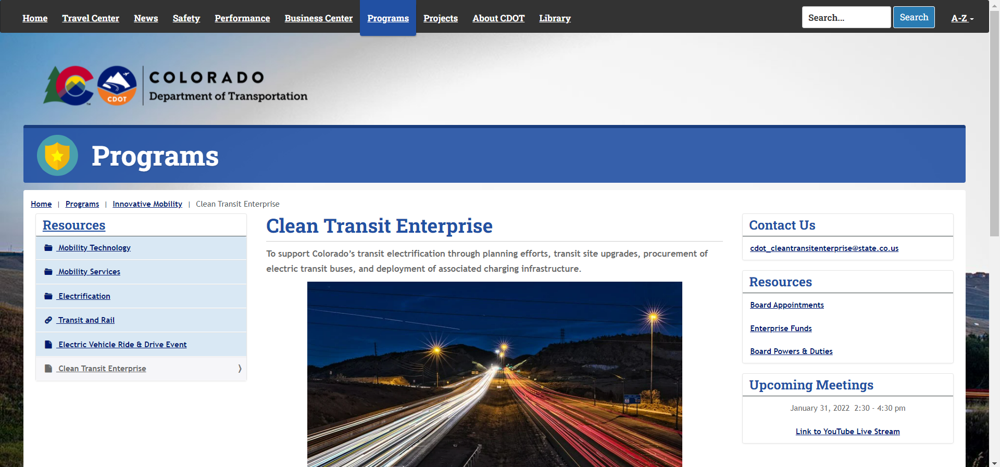 Home Travel Center News Safety Performance Business Center Programs Projects About CDOT Library Search... Search A-Z
COLORADO
Department of Transportation
CDOT
TM
Programs
Home | Programs | Innovative Mobility | Clean Transit Enterprise
Resources
Mobility Technology
Mobility Services
Electrification
Transit and Rail
Electric Vehicle Ride & Drive Event
Clean Transit Enterprise
Clean Transit Enterprise
To support Colorado’s transit electrification through planning efforts, transit site upgrades, procurement of
electric transit buses, and deployment of associated charging infrastructure.
Contact Us
cdot_cleantransitenterprise@state.co.us
Resources
Board Appointments
Enterprise Funds
Board Powers & Duties
Upcoming Meetings
January 31, 2022 2:30 - 4:30 pm
Link to YouTube Live Stream